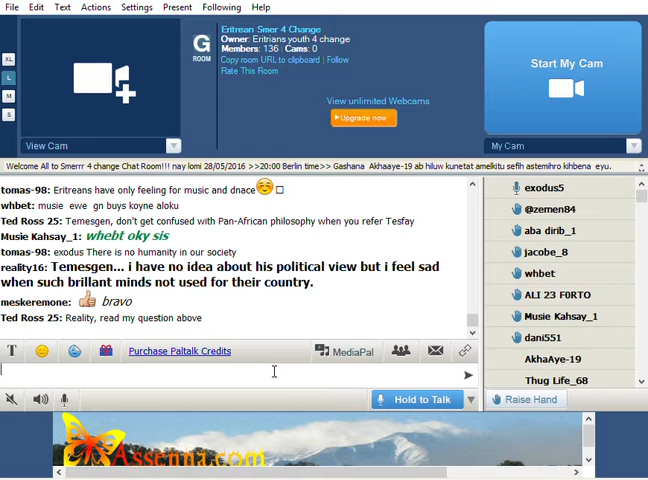 File Edit Text Actions Settings Present Following Help
XL
L
M
S
View Cam
G
ROOM
Eritrean Smer 4 Change
Owner: Eritrians youth 4 change
Members: 136 Cams: 0
Copy room URL to clipboard | Follow
Rate This Room
View unlimited Webcams
Upgrade now
Start My Cam
My Cam
Welcome All to Smerrr 4 change Chat Room!!! nay lomi 28/05/2016 >>20:00 Berlin time>> Gashana Akhaaye-19 ab hiluw kunetat amelkitu sefih astemihro kihbena eyu.
tomas-98: Eritreans have only feeling for music and dnace
whbet: musie ewe gn buys koyne aloku
Ted Ross 25: Temesgen, don't get confused with Pan-African philosophy when you refer Tesfay
Musie Kahsay_1: whebt oky sis
tomas-98: exodus There is no humanity in our society
reality16: Temesgen... i have no idea about his political view but i feel sad
when such brillant minds not used for their country.
meskeremone: bravo
Ted Ross 25: Reality, read my question above
T
Purchase Paltalk Credits
MediaPal
Hold to Talk
exodus5
@zemen84
aba dirib_1
jacobe_8
whbet
ALI 23 F0RTO
Musie Kahsay_1
dani551
AkhaAye-19
Thug Life_68
Raise Hand
Assenna.com